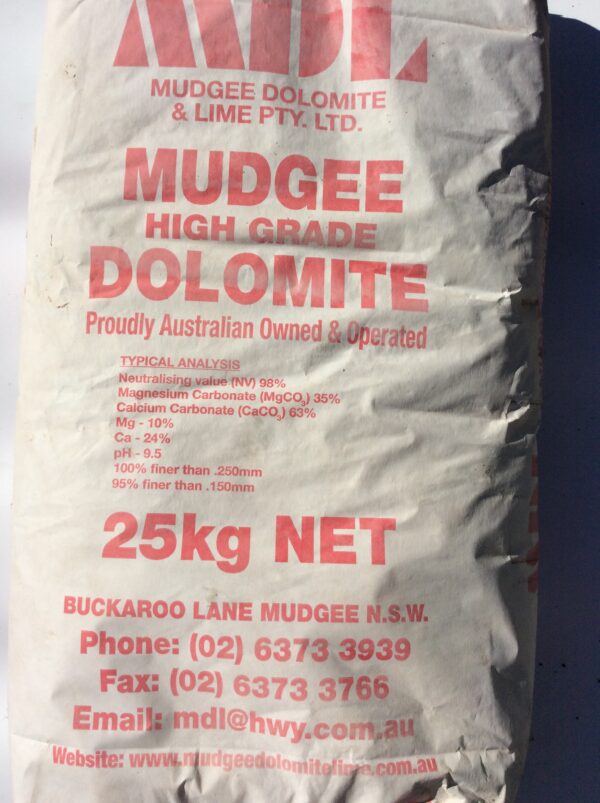 MDL
MUDGEE DOLOMITE
& LIME PTY. LTD.
MUDGEE
HIGH GRADE
DOLOMITE
Proudly Australian Owned & Operated
TYPICAL ANALYSIS
Neutralising value (NV) 98%
Magnesium Carbonate (MgCO3) 35%
Calcium Carbonate (CaCO3) 63%
Mg - 10%
Ca - 24%
pH - 9.5
100% finer than .250mm
95% finer than .150mm
25kg NET
BUCKAROO LANE MUDGEE N.S.W.
Phone: (02) 6373 3939
Fax: (02) 6373 3766
Email: mdl@hwy.com.au
Website: www.mudgeedolomitelime.com.au